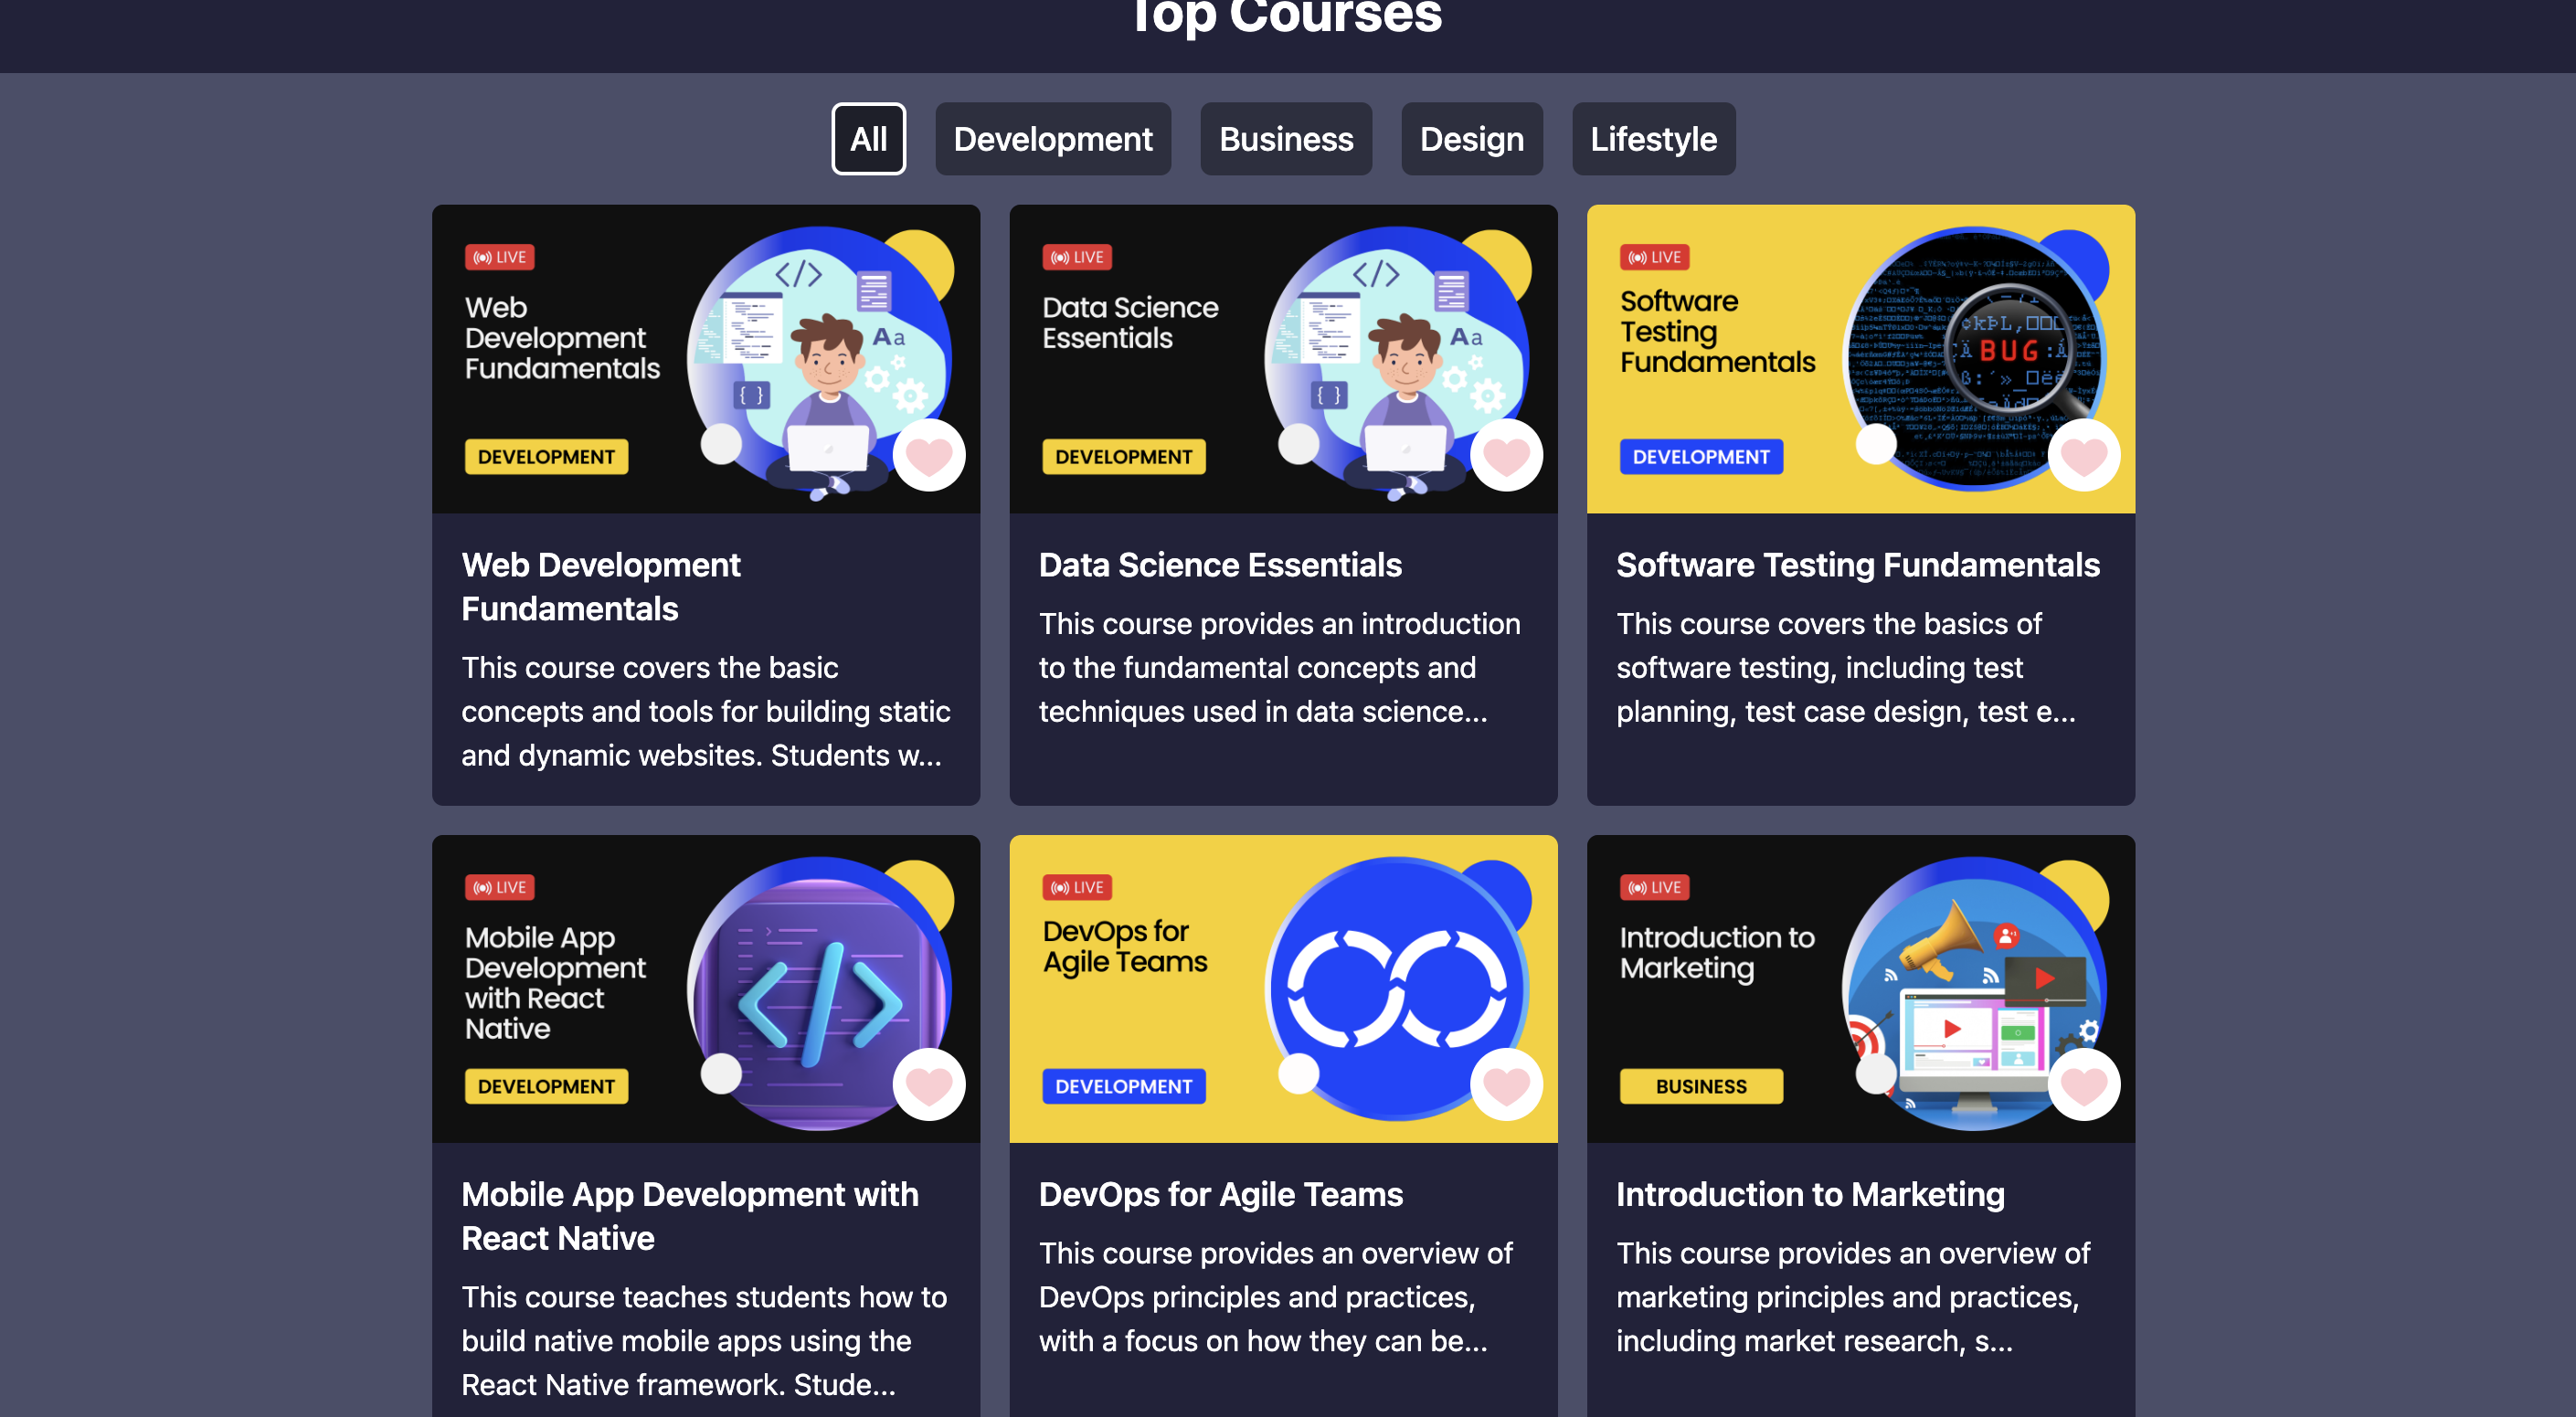 Top Courses
All
Development
Business
Design
Lifestyle
LIVE
Web
Development
Fundamentals
Aa
{ }
</>
DEVELOPMENT
Web Development
Fundamentals
This course covers the basic
concepts and tools for building static
and dynamic websites. Students w...
LIVE
Data Science
Essentials
</>
Aa
{ }
DEVELOPMENT
Data Science Essentials
This course provides an introduction
to the fundamental concepts and
techniques used in data science...
LIVE
Software
Testing
Fundamentals
BUG
DEVELOPMENT
Software Testing Fundamentals
This course covers the basics of
software testing, including test
planning, test case design, test e...
LIVE
Mobile App
Development
with React
Native
</>
DEVELOPMENT
Mobile App Development with
React Native
This course teaches students how to
build native mobile apps using the
React Native framework. Stude...
LIVE
DevOps for
Agile Teams
DEVELOPMENT
DevOps for Agile Teams
This course provides an overview of
DevOps principles and practices,
with a focus on how they can be...
LIVE
Introduction to
Marketing
BUSINESS
Introduction to Marketing
This course provides an overview of
marketing principles and practices,
including market research, s...